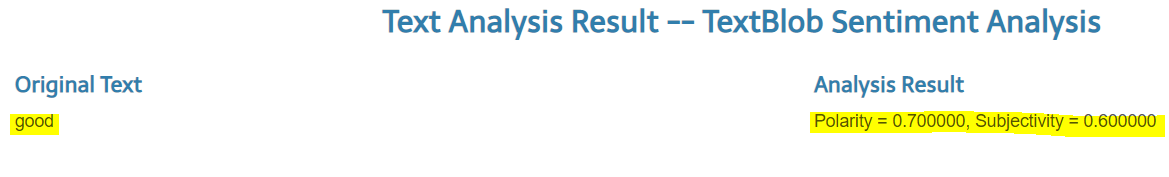 Text Analysis Result -- TextBlob Sentiment Analysis
Original Text
Analysis Result
good
Polarity = 0.700000, Subjectivity = 0.600000